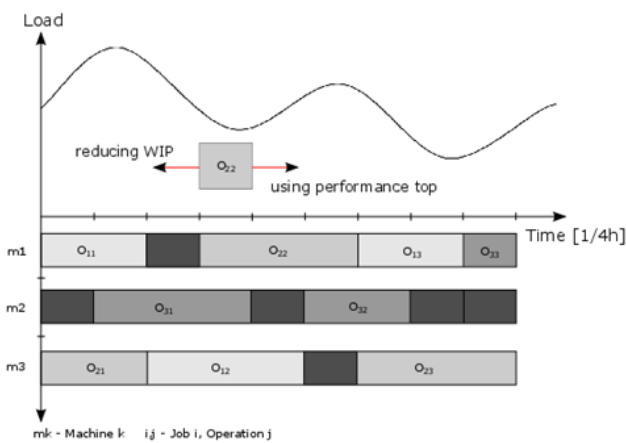 Load
reducing WIP
O22
using performance top
Time [1/4h]
m1 O11 O22 O13 O33
m2 O31 O32
m3 O21 O12 O23
mk - Machine k i,j - Job i, Operation j